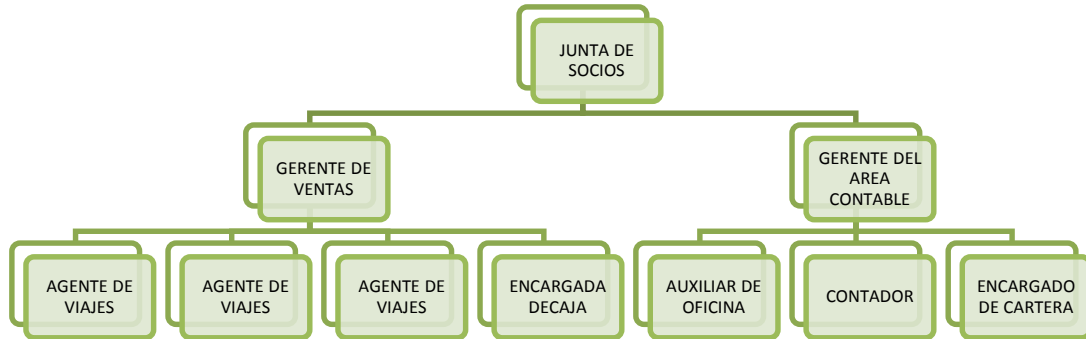 JUNTA DE
SOCIOS
GERENTE DE
VENTAS
GERENTE DEL
AREA
CONTABLE
AGENTE DE
VIAJES
AGENTE DE
VIAJES
AGENTE DE
VIAJES
ENCARGADA
DECAJA
AUXILIAR DE
OFICINA
CONTADOR
ENCARGADO
DE CARTERA